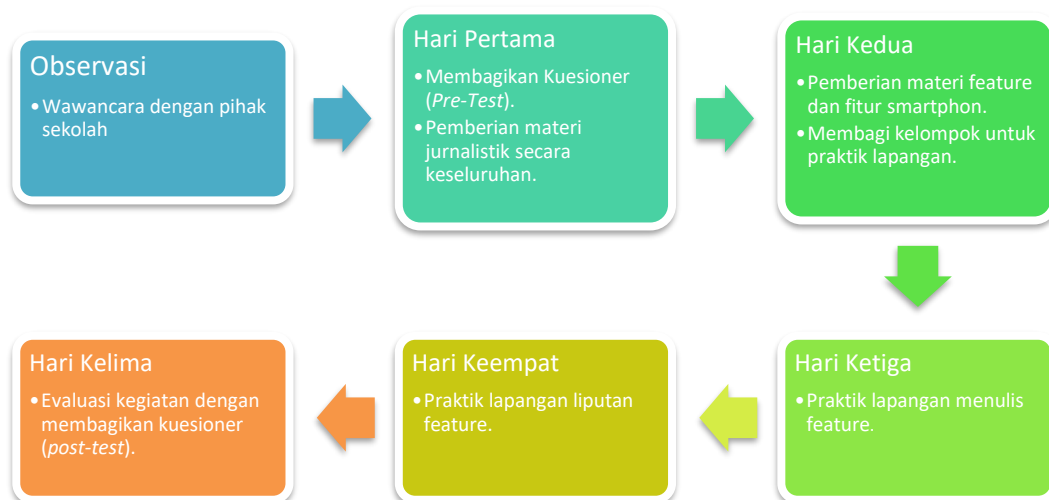 Observasi
• Wawancara dengan pihak
sekolah
Hari Pertama
• Membagikan Kuesioner
(Pre-Test).
• Pemberian materi
jurnalistik secara
keseluruhan.
Hari Kedua
• Pemberian materi feature
dan fitur smartphon.
• Membagi kelompok untuk
praktik lapangan.
Hari Ketiga
• Praktik lapangan menulis
feature.
Hari Keempat
• Praktik lapangan liputan
feature.
Hari Kelima
• Evaluasi kegiatan dengan
membagikan kuesioner
(post-test).